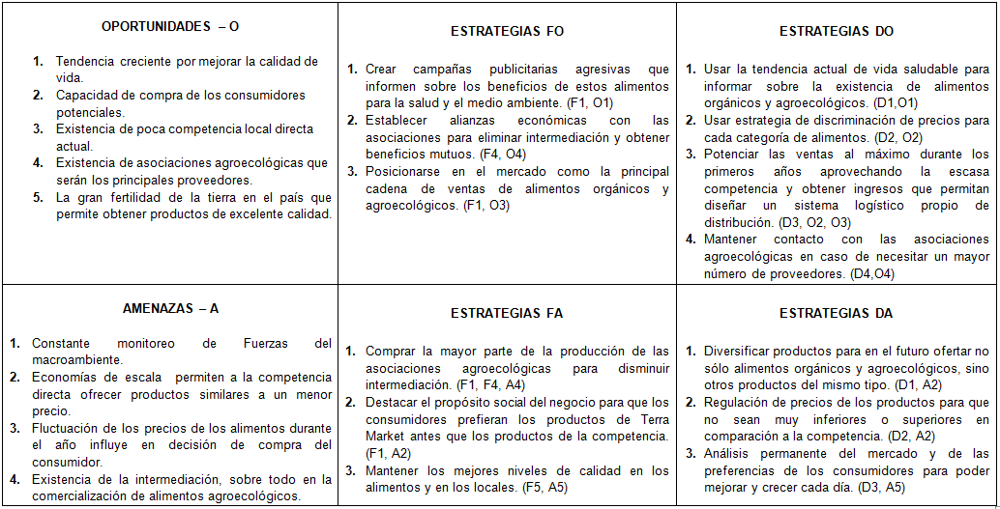 OPORTUNIDADES – O
1. Tendencia creciente por mejorar la calidad de
vida.
2. Capacidad de compra de los consumidores
potenciales.
3. Existencia de poca competencia local directa
actual.
4. Existencia de asociaciones agroecológicas que
serán los principales proveedores.
5. La gran fertilidad de la tierra en el país que
permite obtener productos de excelente calidad.
ESTRATEGIAS FO
1. Crear campañas publicitarias agresivas que
informen sobre los beneficios de estos alimentos
para la salud y el medio ambiente. (F1, O1)
2. Establecer alianzas económicas con las
asociaciones para eliminar intermediación y obtener
beneficios mutuos. (F4, O4)
3. Posicionarse en el mercado como la principal
cadena de ventas de alimentos orgánicos y
agroecológicos. (F1, O3)
ESTRATEGIAS DO
1. Usar la tendencia actual de vida saludable para
informar sobre la existencia de alimentos
orgánicos y agroecológicos. (D1,O1)
2. Usar estrategia de discriminación de precios para
cada categoría de alimentos. (D2, O2)
3. Potenciar las ventas al máximo durante los
primeros años aprovechando la escasa
competencia y obtener ingresos que permitan
diseñar un sistema logístico propio de
distribución. (D3, O2, O3)
4. Mantener contacto con las asociaciones
agroecológicas en caso de necesitar un mayor
número de proveedores. (D4,O4)
AMENAZAS – A
1. Constante monitoreo de Fuerzas del
macroambiente.
2. Economías de escala permiten a la competencia
directa ofrecer productos similares a un menor
precio.
3. Fluctuación de los precios de los alimentos durante
el año influye en decisión de compra del
consumidor.
4. Existencia de la intermediación, sobre todo en la
comercialización de alimentos agroecológicos.
ESTRATEGIAS FA
1. Comprar la mayor parte de la producción de las
asociaciones agroecológicas para disminuir
intermediación. (F1, F4, A4)
2. Destacar el propósito social del negocio para que los
consumidores prefieran los productos de Terra
Market antes que los productos de la competencia.
(F1, A2)
3. Mantener los mejores niveles de calidad en los
alimentos y en los locales. (F5, A5)
ESTRATEGIAS DA
1. Diversificar productos para en el futuro ofertar no
sólo alimentos orgánicos y agroecológicos, sino
otros productos del mismo tipo. (D1, A2)
2. Regulación de precios de los productos para que
no sean muy inferiores o superiores en
comparación a la competencia. (D2, A2)
3. Análisis permanente del mercado y de las
preferencias de los consumidores para poder
mejorar y crecer cada día. (D3, A5)